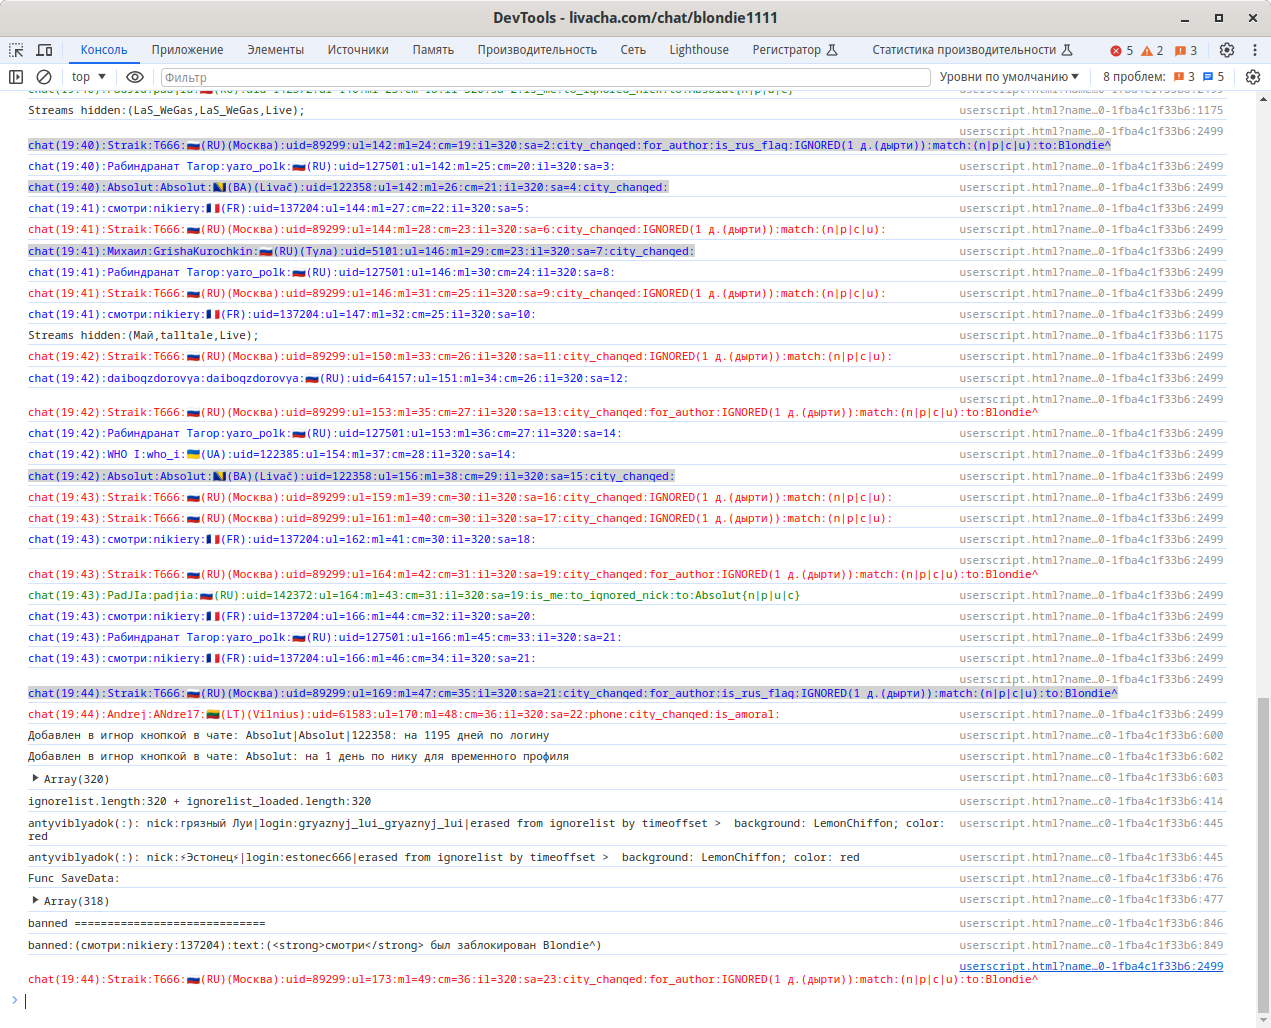 DevTools - livacha.com/chat/blondie1111
Консоль Приложение Элементы Источники Память Производительность Сеть Lighthouse Регистратор Статистика производительности 5 2 3
top Фильтр Уровни по умолчанию 8 проблем: 3 5
Streams hidden:(LaS_WeGas,LaS_WeGas,Live); userscript.html?name…0-1fba4c1f33b6:1175
userscript.html?name…0-1fba4c1f33b6:2499
chat(19:40):Straik:T666:🇷🇺(RU)(Москва):uid=89299:ul=142:ml=24:cm=19:il=320:sa=2:city_changed:for_author:is_rus_flag:IGNORED(1 д.(дырти)):match:(n|p|c|u):to:Blondie^
chat(19:40):Рабиндранат Тагор:yaro_polk:🇷🇺(RU):uid=127501:ul=142:ml=25:cm=20:il=320:sa=3: userscript.html?name…0-1fba4c1f33b6:2499
chat(19:40):Absolut:Absolut:🇧🇦(BA)(Livač):uid=122358:ul=142:ml=26:cm=21:il=320:sa=4:city_changed: userscript.html?name…0-1fba4c1f33b6:2499
chat(19:41):смотри:nikiery:🇫🇷(FR):uid=137204:ul=144:ml=27:cm=22:il=320:sa=5: userscript.html?name…0-1fba4c1f33b6:2499
chat(19:41):Straik:T666:🇷🇺(RU)(Москва):uid=89299:ul=144:ml=28:cm=23:il=320:sa=6:city_changed:IGNORED(1 д.(дырти)):match:(n|p|c|u): userscript.html?name…0-1fba4c1f33b6:2499
chat(19:41):Михаил:GrishaKurochkin:🇷🇺(RU)(Тула):uid=5101:ul=146:ml=29:cm=23:il=320:sa=7:city_changed: userscript.html?name…0-1fba4c1f33b6:2499
chat(19:41):Рабиндранат Тагор:yaro_polk:🇷🇺(RU):uid=127501:ul=146:ml=30:cm=24:il=320:sa=8: userscript.html?name…0-1fba4c1f33b6:2499
chat(19:41):Straik:T666:🇷🇺(RU)(Москва):uid=89299:ul=146:ml=31:cm=25:il=320:sa=9:city_changed:IGNORED(1 д.(дырти)):match:(n|p|c|u): userscript.html?name…0-1fba4c1f33b6:2499
chat(19:41):смотри:nikiery:🇫🇷(FR):uid=137204:ul=147:ml=32:cm=25:il=320:sa=10: userscript.html?name…0-1fba4c1f33b6:2499
Streams hidden:(Май,talltale,Live); userscript.html?name…0-1fba4c1f33b6:1175
chat(19:42):Straik:T666:🇷🇺(RU)(Москва):uid=89299:ul=150:ml=33:cm=26:il=320:sa=11:city_changed:IGNORED(1 д.(дырти)):match:(n|p|c|u): userscript.html?name…0-1fba4c1f33b6:2499
chat(19:42):daibogzdorovya:daibogzdorovya:🇷🇺(RU):uid=64157:ul=151:ml=34:cm=26:il=320:sa=12: userscript.html?name…0-1fba4c1f33b6:2499
userscript.html?name…0-1fba4c1f33b6:2499
chat(19:42):Straik:T666:🇷🇺(RU)(Москва):uid=89299:ul=153:ml=35:cm=27:il=320:sa=13:city_changed:for_author:IGNORED(1 д.(дырти)):match:(n|p|c|u):to:Blondie^
chat(19:42):Рабиндранат Тагор:yaro_polk:🇷🇺(RU):uid=127501:ul=153:ml=36:cm=27:il=320:sa=14: userscript.html?name…0-1fba4c1f33b6:2499
chat(19:42):WHO I:who_i:🇺🇦(UA):uid=122385:ul=154:ml=37:cm=28:il=320:sa=14: userscript.html?name…0-1fba4c1f33b6:2499
chat(19:42):Absolut:Absolut:🇧🇦(BA)(Livač):uid=122358:ul=156:ml=38:cm=29:il=320:sa=15:city_changed: userscript.html?name…0-1fba4c1f33b6:2499
chat(19:43):Straik:T666:🇷🇺(RU)(Москва):uid=89299:ul=159:ml=39:cm=30:il=320:sa=16:city_changed:IGNORED(1 д.(дырти)):match:(n|p|c|u): userscript.html?name…0-1fba4c1f33b6:2499
chat(19:43):Straik:T666:🇷🇺(RU)(Москва):uid=89299:ul=161:ml=40:cm=30:il=320:sa=17:city_changed:IGNORED(1 д.(дырти)):match:(n|p|c|u): userscript.html?name…0-1fba4c1f33b6:2499
chat(19:43):смотри:nikiery:🇫🇷(FR):uid=137204:ul=162:ml=41:cm=30:il=320:sa=18: userscript.html?name…0-1fba4c1f33b6:2499
userscript.html?name…0-1fba4c1f33b6:2499
chat(19:43):Straik:T666:🇷🇺(RU)(Москва):uid=89299:ul=164:ml=42:cm=31:il=320:sa=19:city_changed:for_author:IGNORED(1 д.(дырти)):match:(n|p|c|u):to:Blondie^
chat(19:43):PadJIa:padjia:🇷🇺(RU):uid=142372:ul=164:ml=43:cm=31:il=320:sa=19:is_me:to_ignored_nick:to:Absolut{n|p|u|c} userscript.html?name…0-1fba4c1f33b6:2499
chat(19:43):смотри:nikiery:🇫🇷(FR):uid=137204:ul=166:ml=44:cm=32:il=320:sa=20: userscript.html?name…0-1fba4c1f33b6:2499
chat(19:43):Рабиндранат Тагор:yaro_polk:🇷🇺(RU):uid=127501:ul=166:ml=45:cm=33:il=320:sa=21: userscript.html?name…0-1fba4c1f33b6:2499
chat(19:43):смотри:nikiery:🇫🇷(FR):uid=137204:ul=166:ml=46:cm=34:il=320:sa=21: userscript.html?name…0-1fba4c1f33b6:2499
userscript.html?name…0-1fba4c1f33b6:2499
chat(19:44):Straik:T666:🇷🇺(RU)(Москва):uid=89299:ul=169:ml=47:cm=35:il=320:sa=21:city_changed:for_author:is_rus_flag:IGNORED(1 д.(дырти)):match:(n|p|c|u):to:Blondie^
chat(19:44):Andrej:ANdre17:🇱🇹(LT)(Vilnius):uid=61583:ul=170:ml=48:cm=36:il=320:sa=22:phone:city_changed:is_amoral: userscript.html?name…0-1fba4c1f33b6:2499
Добавлен в игнор кнопкой в чате: Absolut|Absolut|122358: на 1195 дней по логину userscript.html?name…c0-1fba4c1f33b6:600
Добавлен в игнор кнопкой в чате: Absolut: на 1 день по нику для временного профиля userscript.html?name…c0-1fba4c1f33b6:602
Array(320) userscript.html?name…c0-1fba4c1f33b6:603
ignorelist.length:320 + ignorelist_loaded.length:320 userscript.html?name…c0-1fba4c1f33b6:414
antyviblyadok(:): nick:грязный Луи|login:gryaznyj_lui_gryaznyj_lui|erased from ignorelist by timeoffset > background: LemonChiffon; color: userscript.html?name…c0-1fba4c1f33b6:445
red
antyviblyadok(:): nick:⚡Эстонец⚡|login:estonec666|erased from ignorelist by timeoffset > background: LemonChiffon; color: red userscript.html?name…c0-1fba4c1f33b6:445
Func SaveData: userscript.html?name…c0-1fba4c1f33b6:476
Array(318) userscript.html?name…c0-1fba4c1f33b6:477
banned ============================= userscript.html?name…c0-1fba4c1f33b6:846
banned:(смотри:nikiery:137204):text:(<strong>смотри</strong> был заблокирован Blondie^) userscript.html?name…c0-1fba4c1f33b6:849
userscript.html?name…0-1fba4c1f33b6:2499
chat(19:44):Straik:T666:🇷🇺(RU)(Москва):uid=89299:ul=173:ml=49:cm=36:il=320:sa=23:city_changed:for_author:IGNORED(1 д.(дырти)):match:(n|p|c|u):to:Blondie^